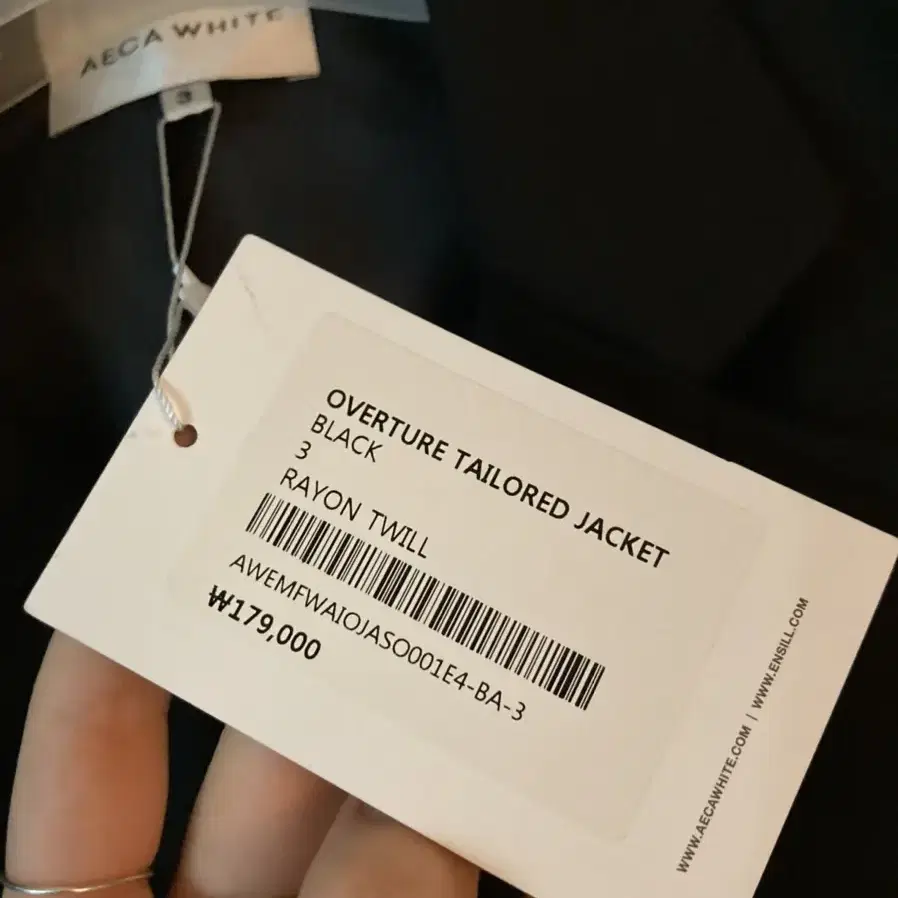 AECA WHITE
3
OVERTURE TAILORED JACKET
BLACK
3
RAYON TWILL
AWEMFWAIOJASO001E4-BA-3
₩179,000
WWW.AECAWHITE.COM | WWW.ENSILL.COM